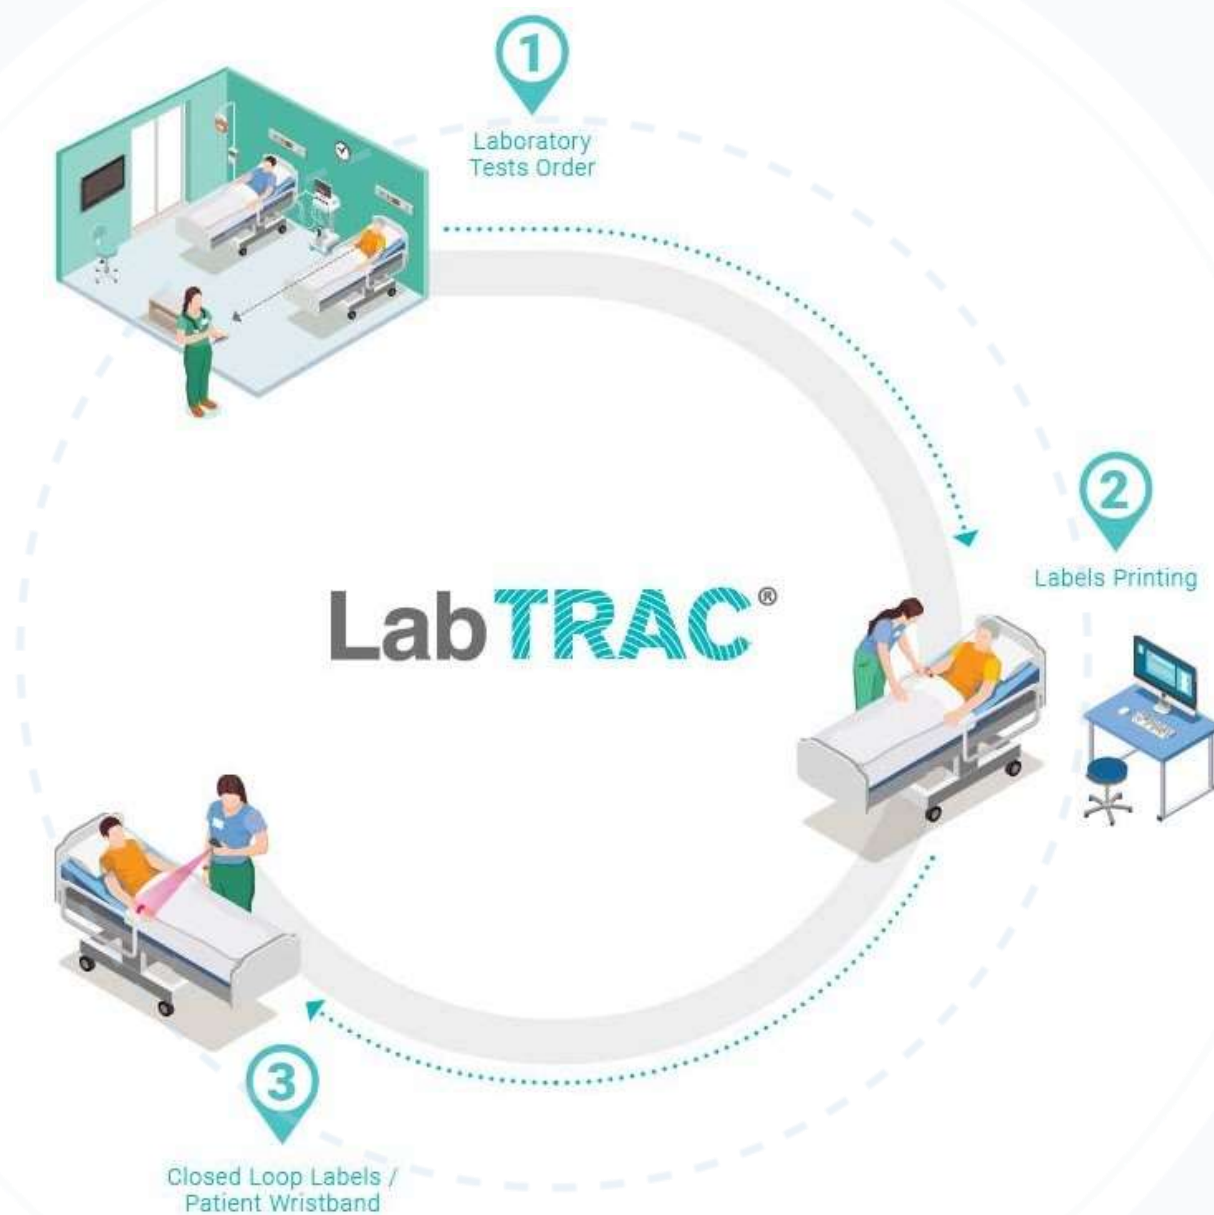 1
Laboratory
Tests Order
2
Labels Printing
LabTRAC®
3
Closed Loop Labels /
Patient Wristband